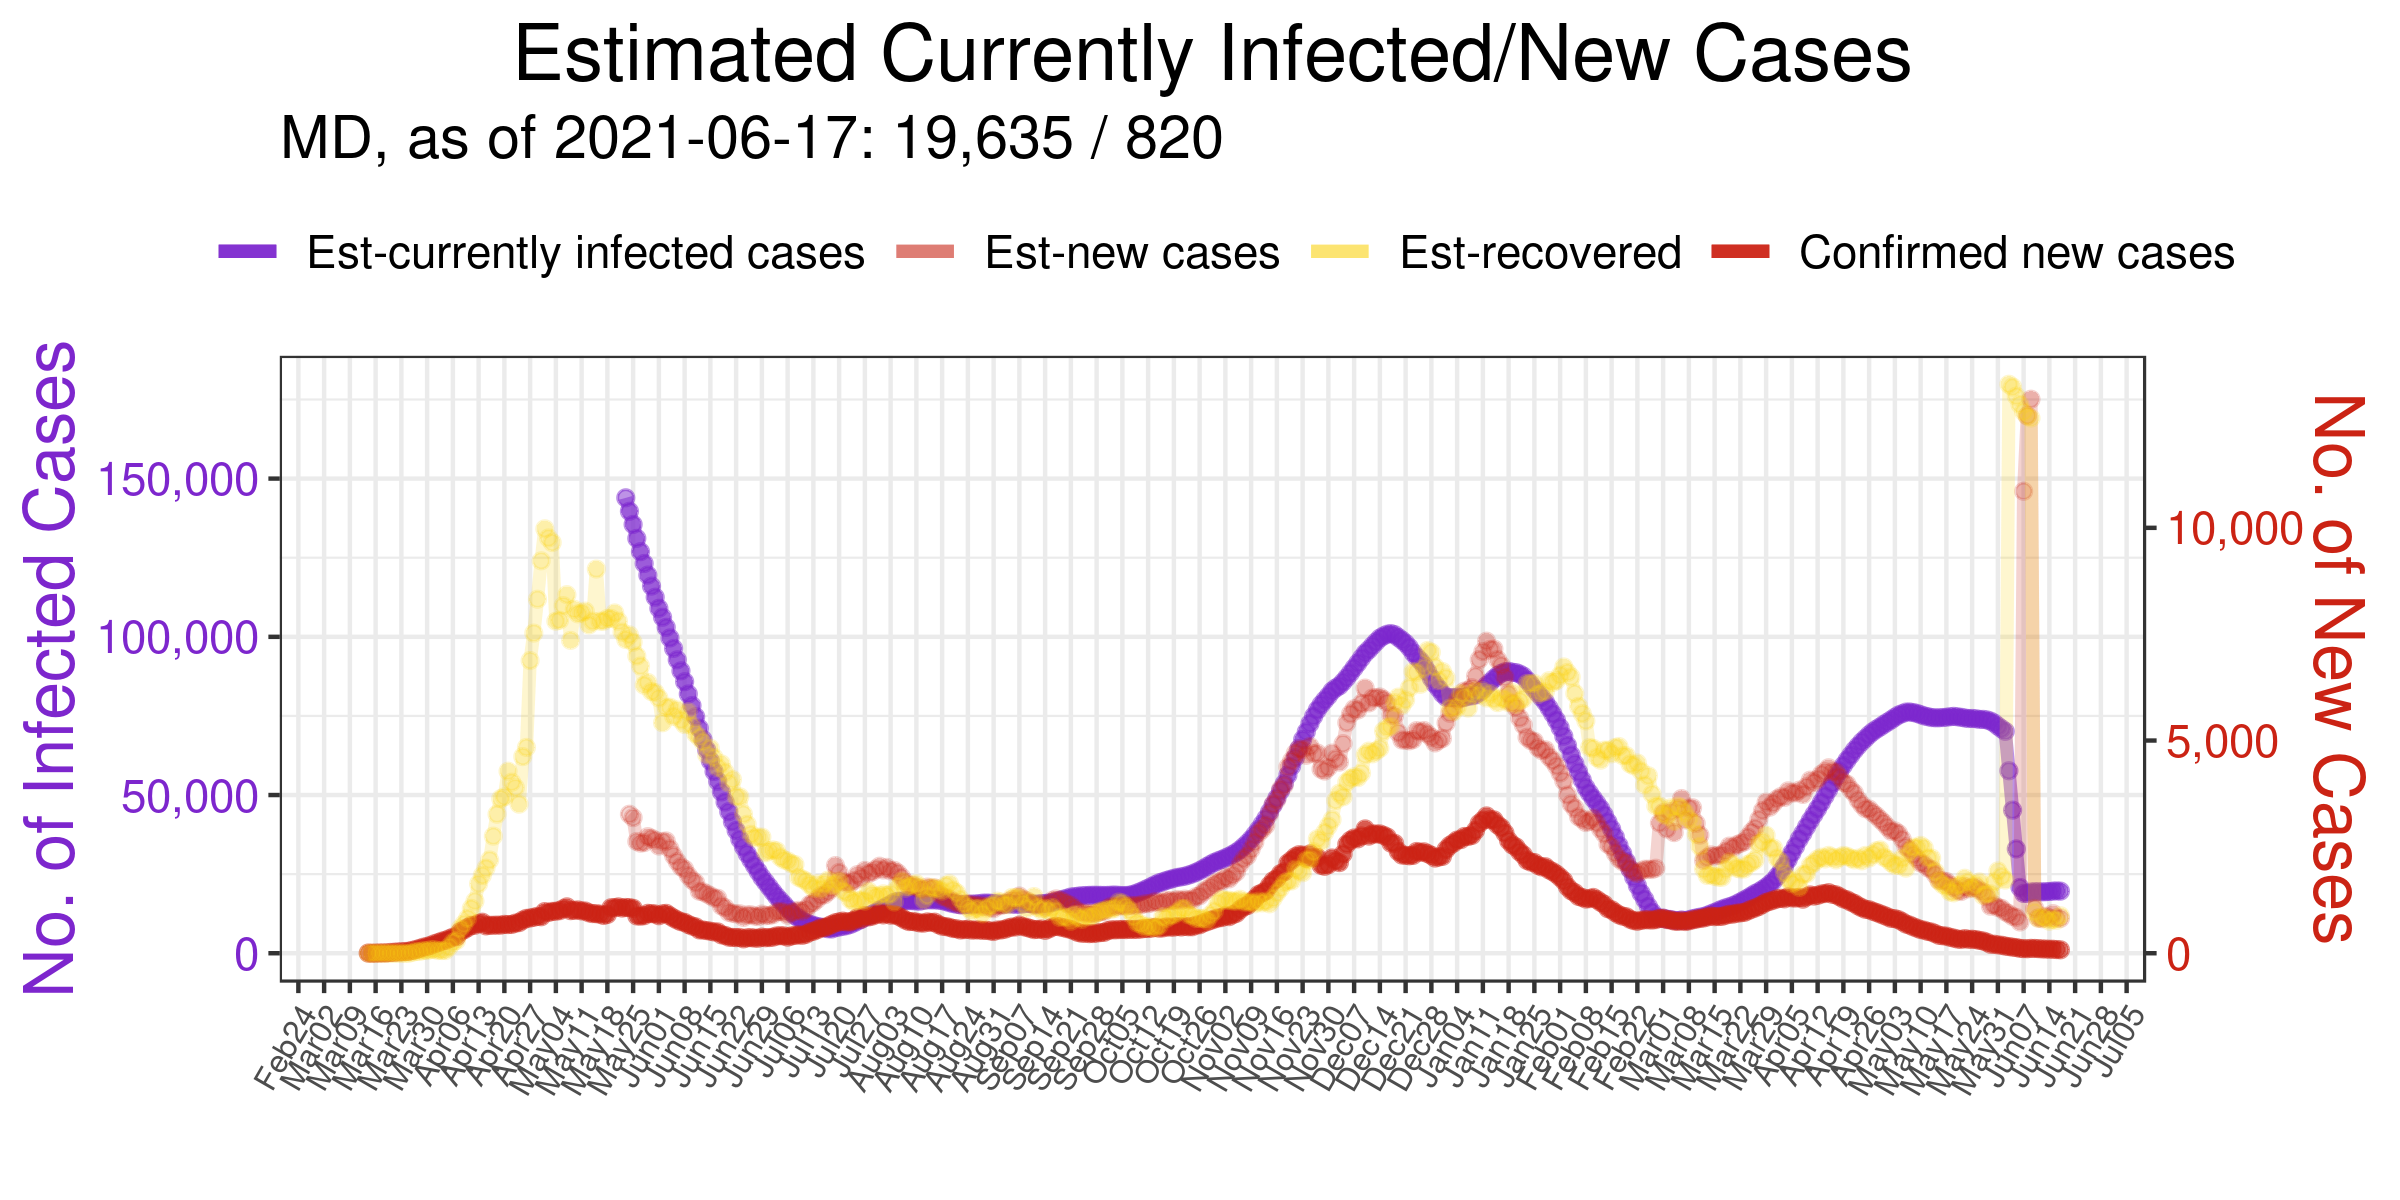 Estimated Currently Infected/New Cases
MD, as of 2021-06-17: 19,635 / 820
Est-currently infected cases Est-new cases Est-recovered Confirmed new cases
No. of Infected Cases
150,000
100,000
50,000
0
10,000
5,000
0
No. of New Cases
Feb24 Mar02 Mar09 Mar16 Mar23 Mar30 Apr06 Apr13 Apr20 Apr27 May04 May11 May18 May25 Jun01 Jun08 Jun15 Jun22 Jun29 Jul06 Jul13 Jul20 Jul27 Aug03 Aug10 Aug17 Aug24 Aug31 Sep07 Sep14 Sep21 Sep28 Oct05 Oct12 Oct19 Oct26 Nov02 Nov09 Nov16 Nov23 Nov30 Dec07 Dec14 Dec21 Dec28 Jan04 Jan11 Jan18 Jan25 Feb01 Feb08 Feb15 Feb22 Mar01 Mar08 Mar15 Mar22 Mar29 Apr05 Apr12 Apr19 Apr26 May03 May10 May17 May24 May31 Jun07 Jun14 Jun21 Jun28 Jul05